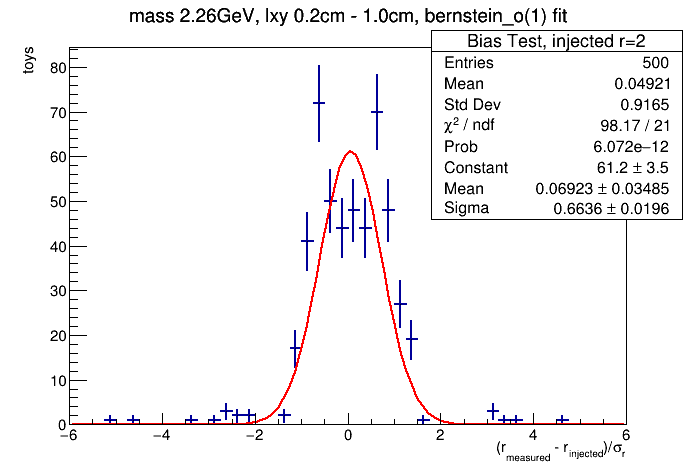 mass 2.26GeV, lxy 0.2cm - 1.0cm, bernstein_o(1) fit
Bias Test, injected r=2
Entries 500
Mean 0.04921
Std Dev 0.9165
χ² / ndf 98.17 / 21
Prob 6.072e−12
Constant 61.2 ± 3.5
Mean 0.06923 ± 0.03485
Sigma 0.6636 ± 0.0196
toys
80
70
60
50
40
30
20
10
0
−6 −4 −2 0 2 4 6
(r_measured - r_injected)/σ_r